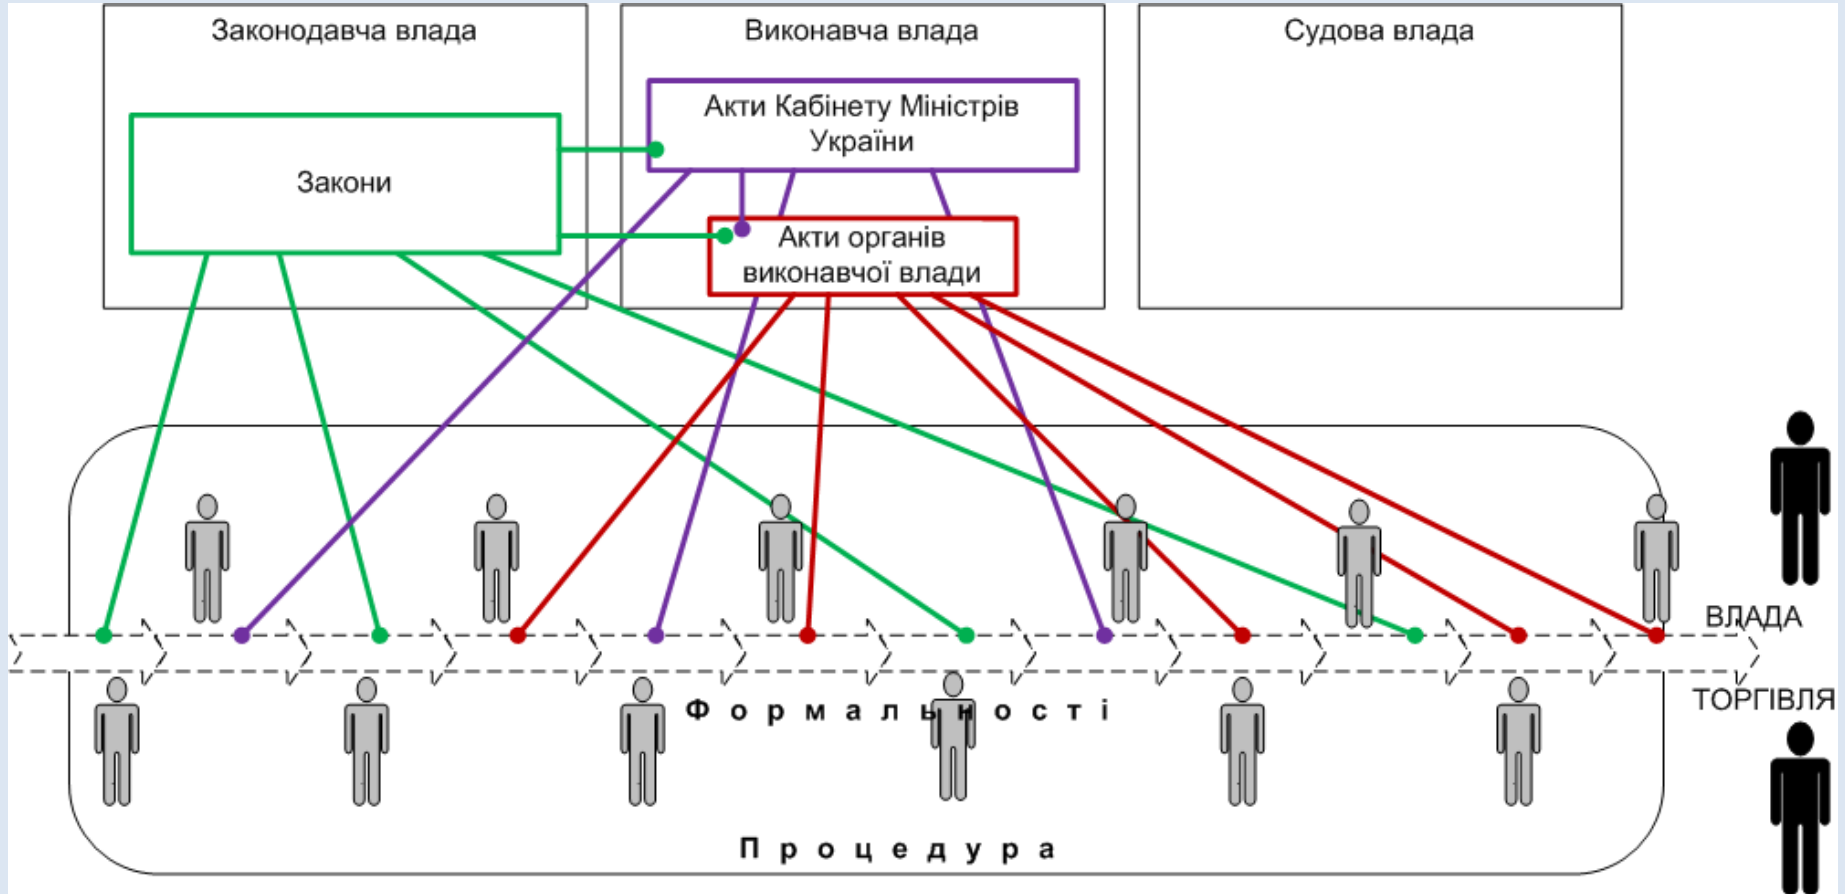 Законодавча влада
Виконавча влада
Судова влада
Акти Кабінету Міністрів
України
Закони
Акти органів
виконавчої влади
ВЛАДА
ТОРГІВЛЯ
Формальності
Процедура